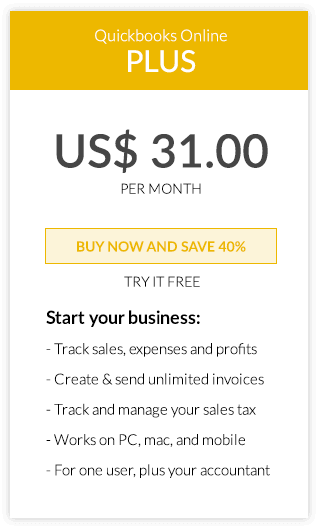 Quickbooks Online
PLUS
US$ 31.00
PER MONTH
BUY NOW AND SAVE 40%
TRY IT FREE
Start your business:
- Track sales, expenses and profits
- Create & send unlimited invoices
- Track and manage your sales tax
- Works on PC, mac, and mobile
- For one user, plus your accountant